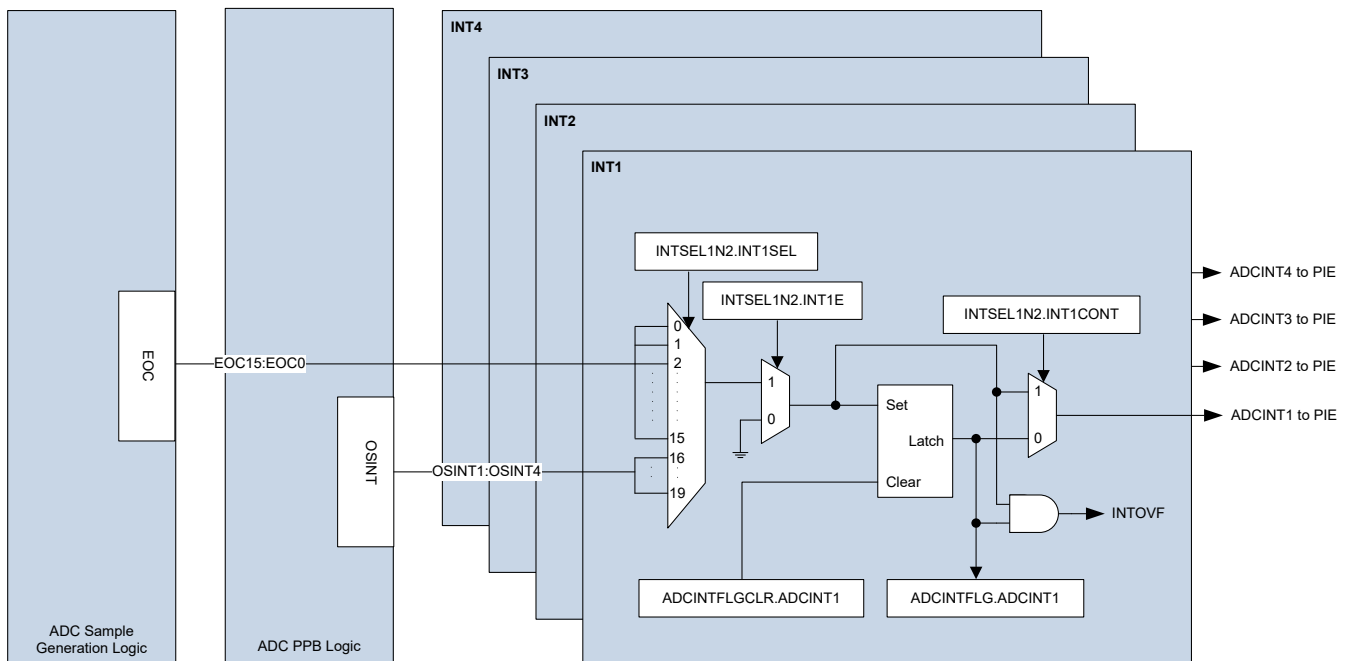 INT4
INT3
INT2
INT1
INTSEL1N2.INT1SEL
INTSEL1N2.INT1E
INTSEL1N2.INT1CONT
ADCINT4 to PIE
ADCINT3 to PIE
ADCINT2 to PIE
ADCINT1 to PIE
EOC
EOC15:EOC0
OSINT
OSINT1:OSINT4
0
1
2
15
16
19
1
0
Set
Latch
Clear
1
0
INTOVF
ADCINTFLGCLR.ADCINT1
ADCINTFLG.ADCINT1
ADC Sample
Generation Logic
ADC PPB Logic